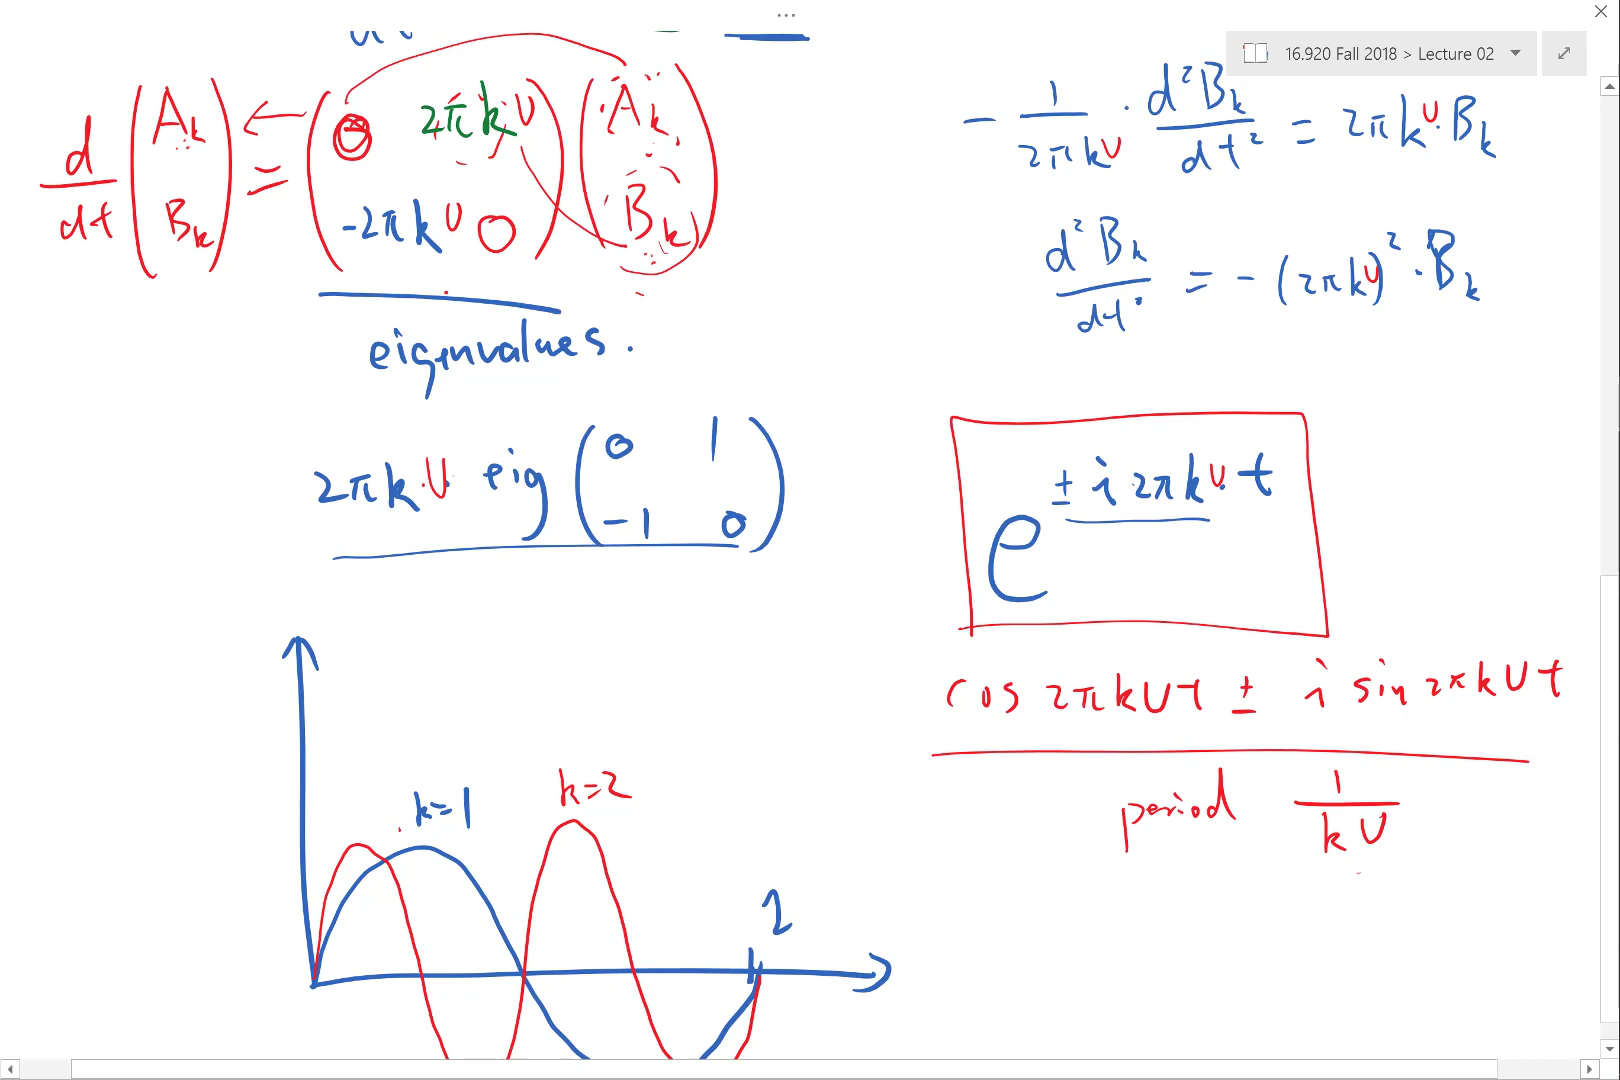 16.920 Fall 2018 > Lecture 02
d/dt (A_k B_k) = (0 2πkU -2πkU 0) (A_k B_k)
eigenvalues.
2πk·U· eig (0 1 -1 0)
- 1/(2πkU) · d²B_k/dt² = 2πkU·B_k
d²B_k/dt² = -(2πkU)²·B_k
e^(± i 2πkU·t)
cos 2πkUt ± i sin 2πkUt
period 1/(kU)
k=1
k=2